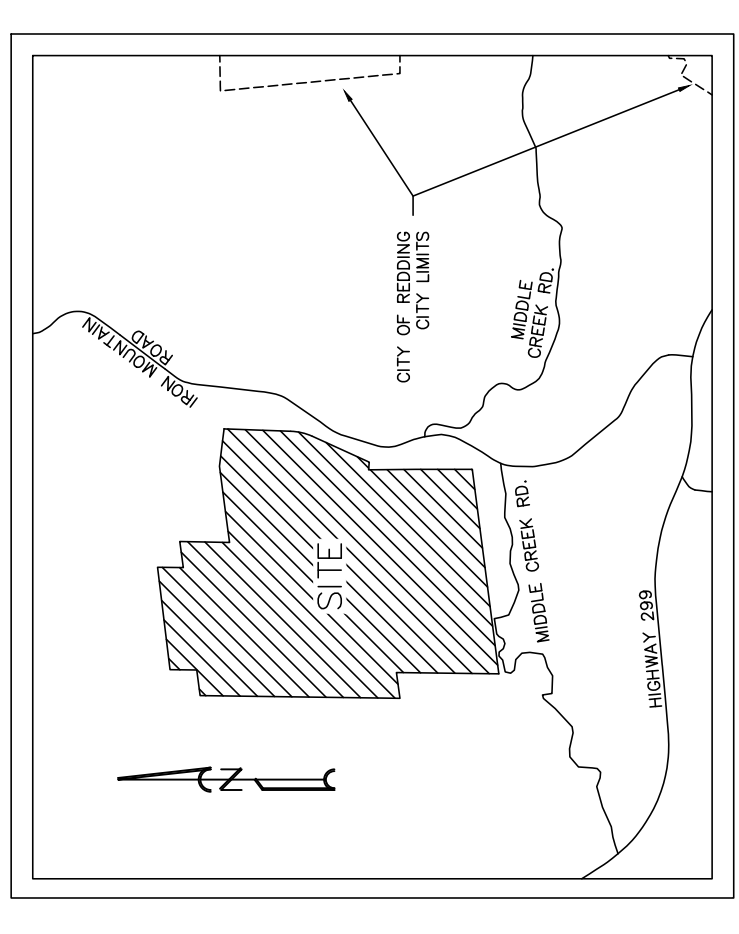 IRON MOUNTAIN
ROAD
N
SITE
CITY OF REDDING
CITY LIMITS
MIDDLE
CREEK RD.
MIDDLE CREEK RD.
HIGHWAY 299